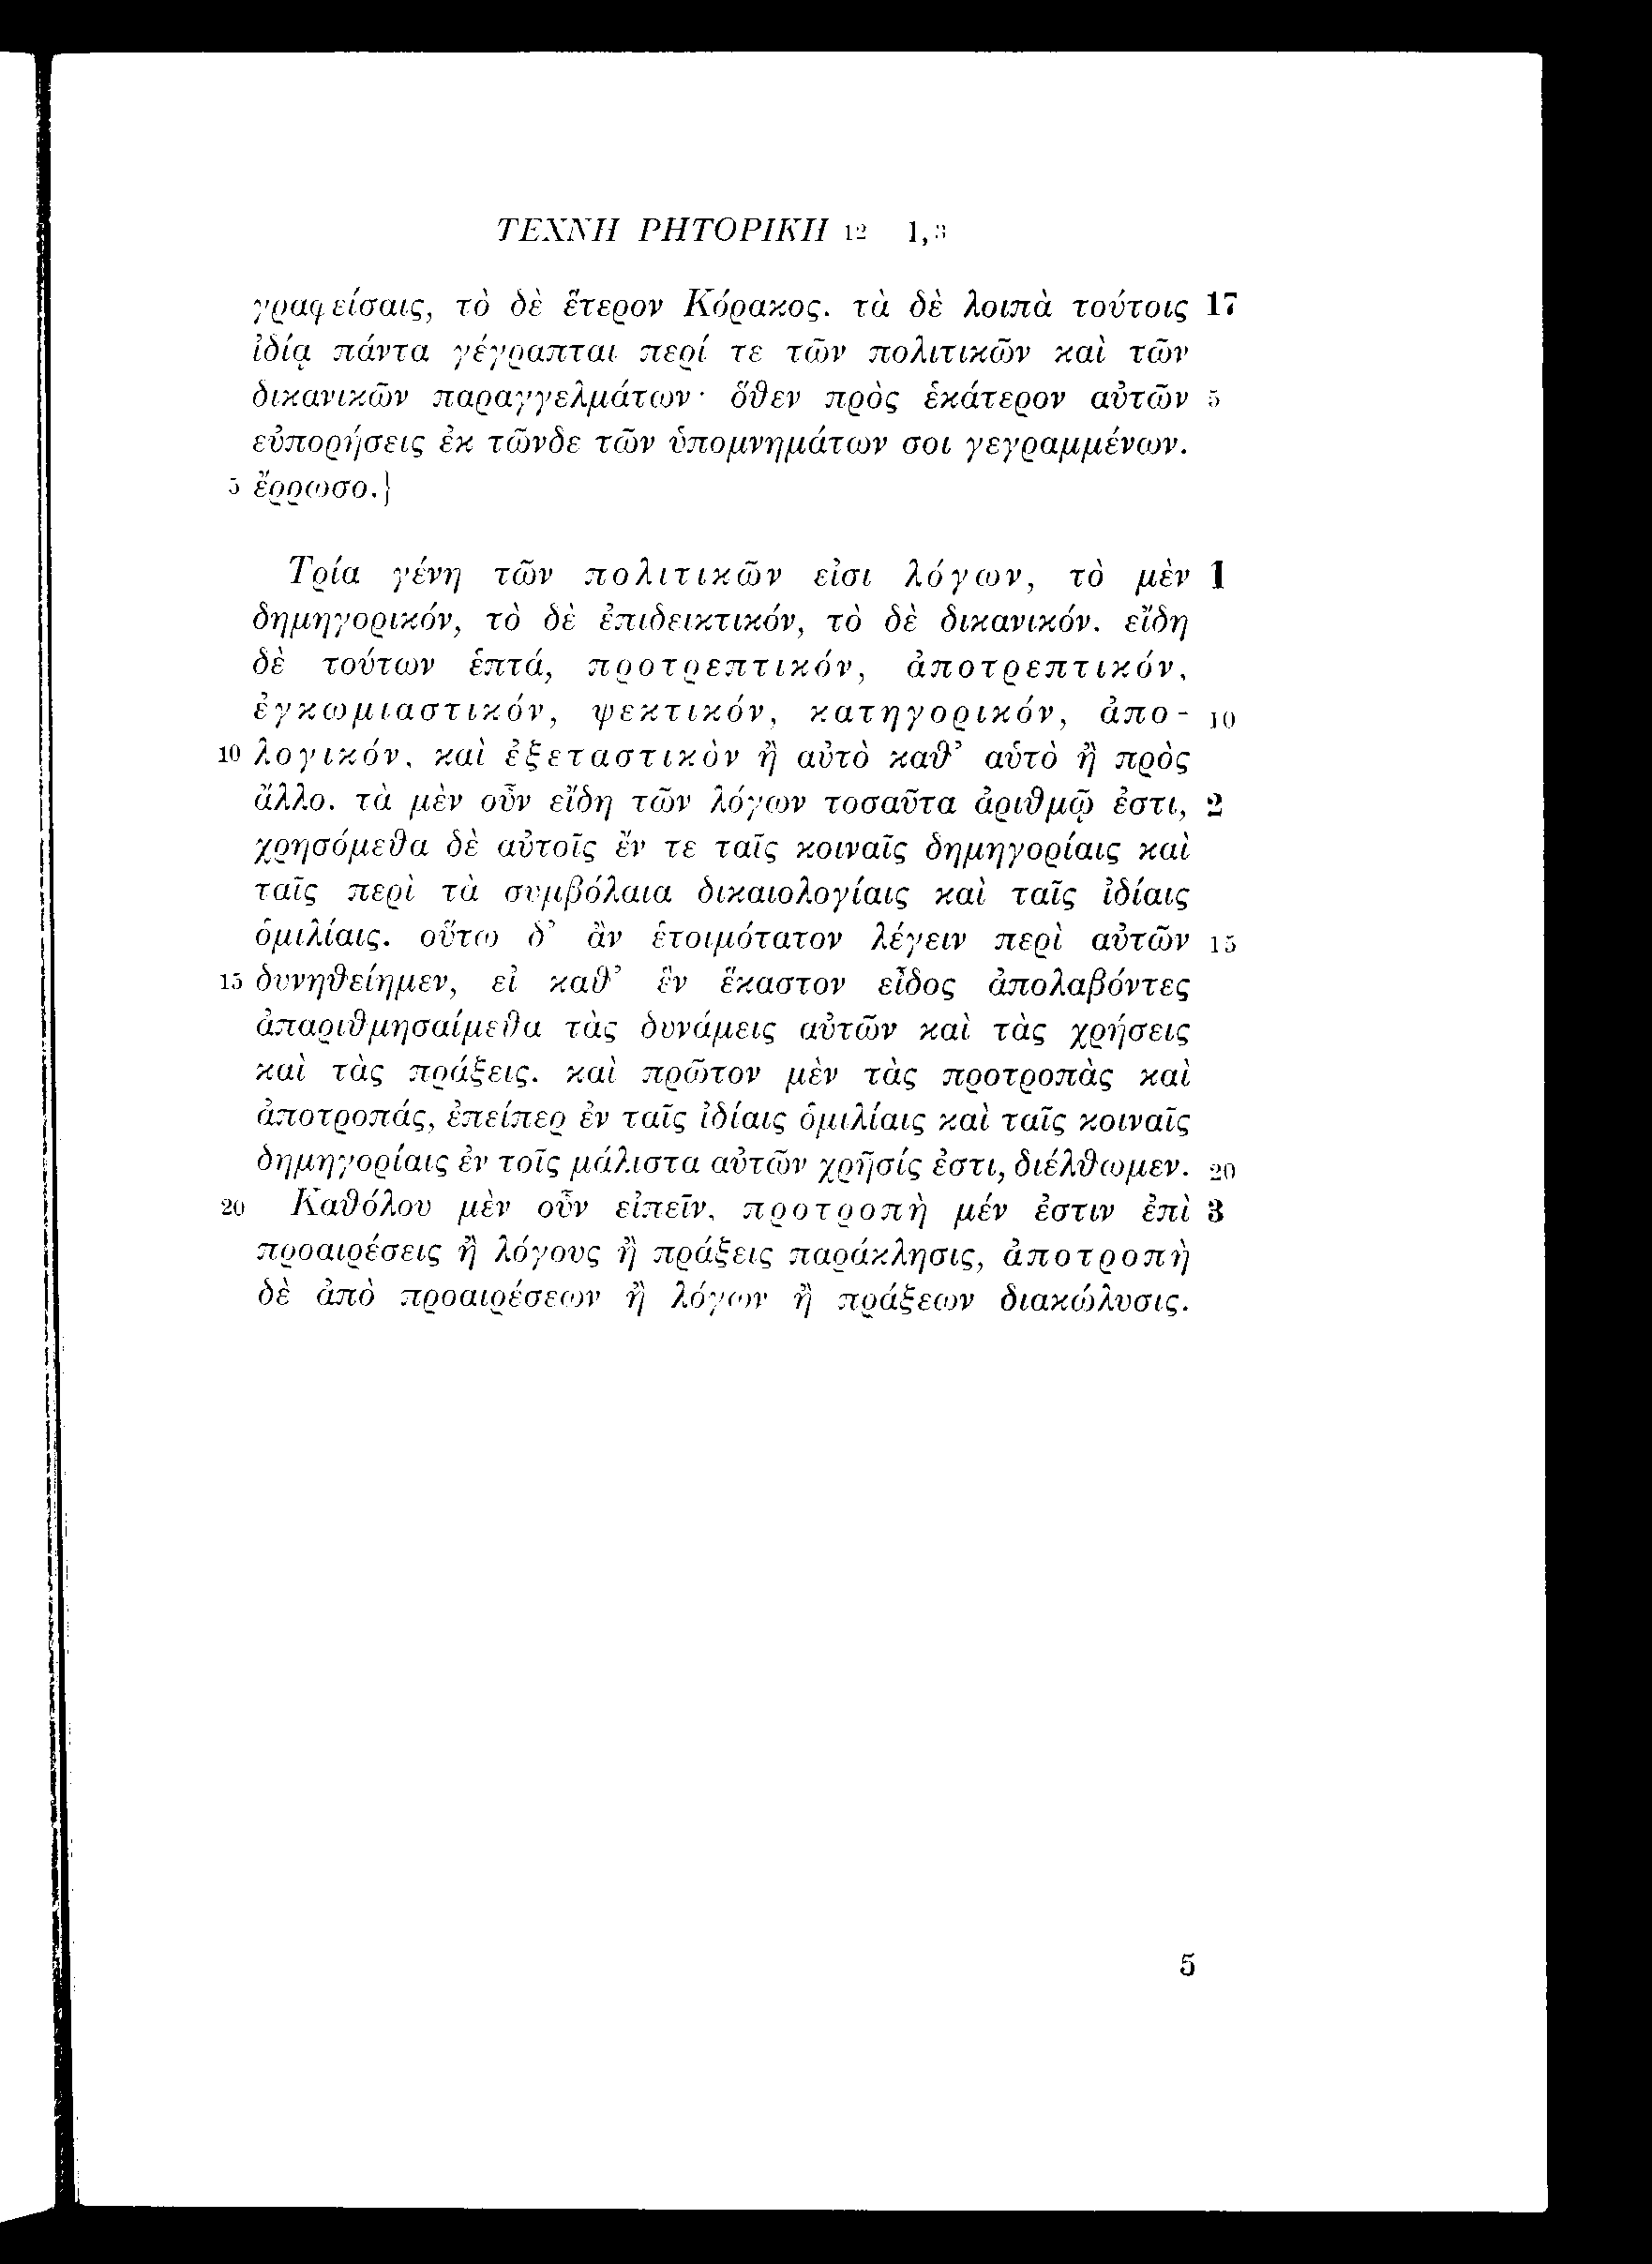 ΤΕΧΝΗ ΡΗΤΟΡΙΚΗ 12 1,3
γραφείσαις, τὸ δὲ ἕτερον Κόρακος. τὰ δὲ λοιπὰ τούτοις 17
ἰδίᾳ πάντα γέγραπται περί τε τῶν πολιτικῶν καὶ τῶν
δικανικῶν παραγγελμάτων· ὅθεν πρὸς ἑκάτερον αὐτῶν 5
εὐπορήσεις ἐκ τῶνδε τῶν ὑπομνημάτων σοι γεγραμμένων.
5 ἔρρωσο.}
Τρία γένη τῶν πολιτικῶν εἰσι λόγων, τὸ μὲν 1
δημηγορικόν, τὸ δὲ ἐπιδεικτικόν, τὸ δὲ δικανικόν. εἴδη
δὲ τούτων ἑπτά, προτρεπτικόν, ἀποτρεπτικόν,
ἐγκωμιαστικόν, ψεκτικόν, κατηγορικόν, ἀπο- 10
10 λογικόν, καὶ ἐξεταστικὸν ἢ αὐτὸ καθ’ αὑτὸ ἢ πρὸς
ἄλλο. τὰ μὲν οὖν εἴδη τῶν λόγων τοσαῦτα ἀριθμῷ ἐστι, 2
χρησόμεθα δὲ αὐτοῖς ἔν τε ταῖς κοιναῖς δημηγορίαις καὶ
ταῖς περὶ τὰ συμβόλαια δικαιολογίαις καὶ ταῖς ἰδίαις
ὁμιλίαις. οὕτω δ’ ἂν ἑτοιμότατον λέγειν περὶ αὐτῶν 15
15 δυνηθείημεν, εἰ καθ’ ἓν ἕκαστον εἶδος ἀπολαβόντες
ἀπαριθμησαίμεθα τὰς δυνάμεις αὐτῶν καὶ τὰς χρήσεις
καὶ τὰς πράξεις. καὶ πρῶτον μὲν τὰς προτροπὰς καὶ
ἀποτροπάς, ἐπείπερ ἐν ταῖς ἰδίαις ὁμιλίαις καὶ ταῖς κοιναῖς
δημηγορίαις ἐν τοῖς μάλιστα αὐτῶν χρῆσίς ἐστι, διέλθωμεν. 20
20 Καθόλου μὲν οὖν εἰπεῖν, προτροπὴ μέν ἐστιν ἐπὶ 3
προαιρέσεις ἢ λόγους ἢ πράξεις παράκλησις, ἀποτροπὴ
δὲ ἀπὸ προαιρέσεων ἢ λόγων ἢ πράξεων διακώλυσις.
5